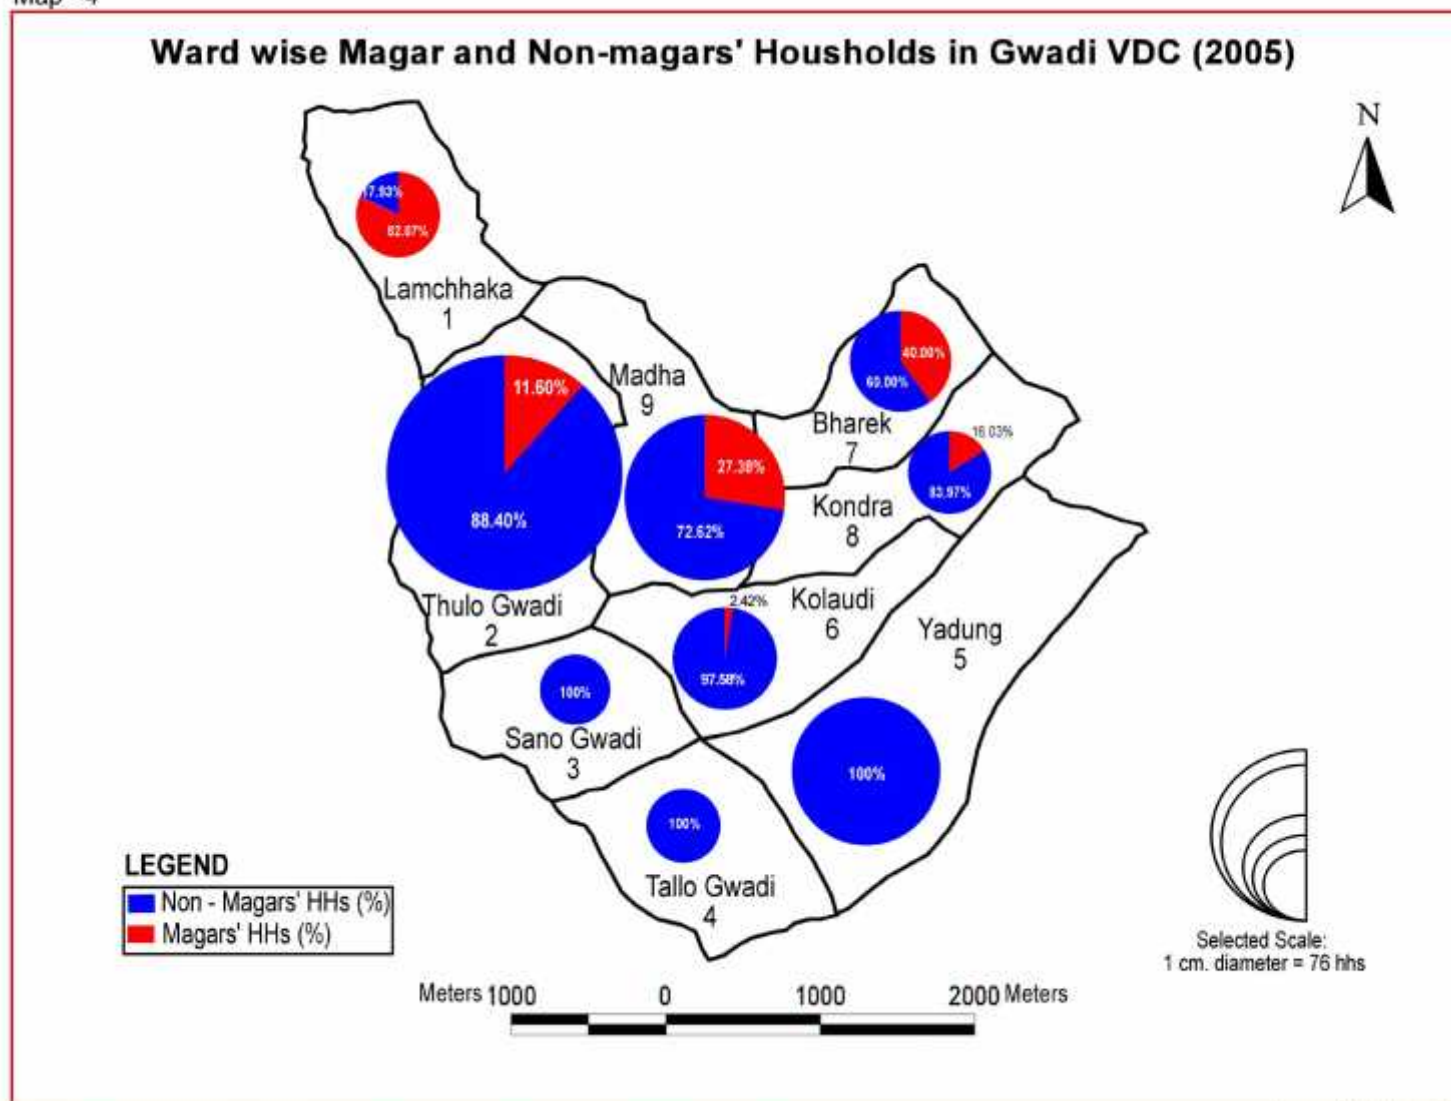 Map - 4
Ward wise Magar and Non-magars' Housholds in Gwadi VDC (2005)
N
17.93%
82.07%
Lamchhaka
1
Madha
9
11.60%
88.40%
40.00%
60.00%
Bharek
7
27.38%
72.62%
16.03%
83.97%
Kondra
8
Thulo Gwadi
2
2.42%
97.58%
Kolaudi
6
Yadung
5
100%
Sano Gwadi
3
100%
100%
Tallo Gwadi
4
LEGEND
Non - Magars' HHs (%)
Magars' HHs (%)
Selected Scale:
1 cm. diameter = 76 hhs
Meters 1000 0 1000 2000 Meters